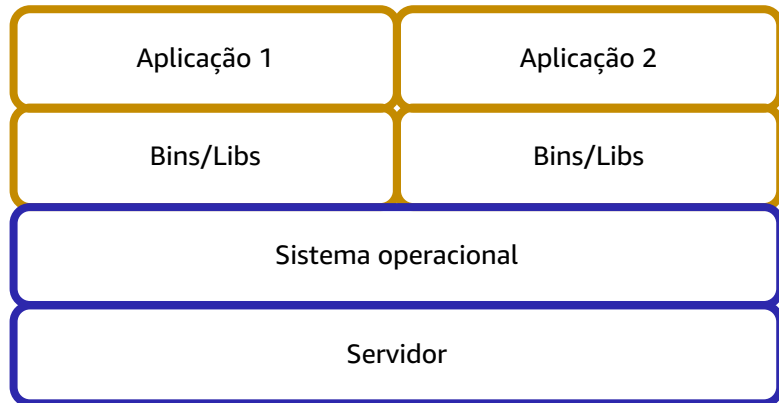 Aplicação 1
Aplicação 2
Bins/Libs
Bins/Libs
Sistema operacional
Servidor